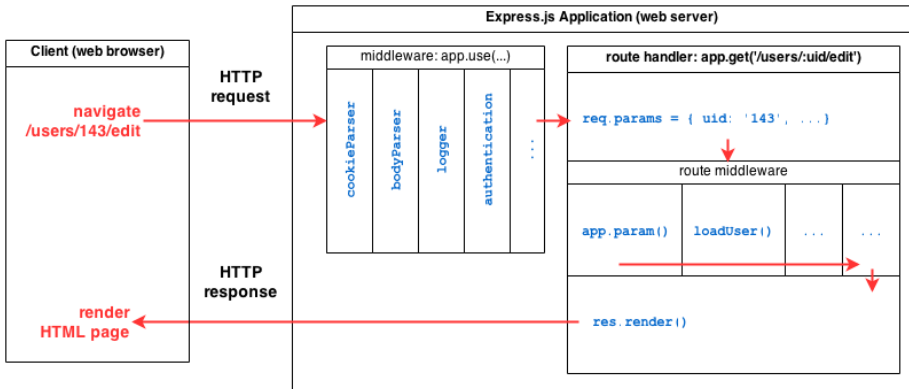 Express.js Application (web server)
Client (web browser)
middleware: app.use(...)
route handler: app.get('/users/:uid/edit')
HTTP
request
navigate
/users/143/edit
cookieParser
bodyParser
logger
authentication
...
req.params = { uid: '143', ...}
route middleware
app.param()
loadUser()
...
...
HTTP
response
render
HTML page
res.render()